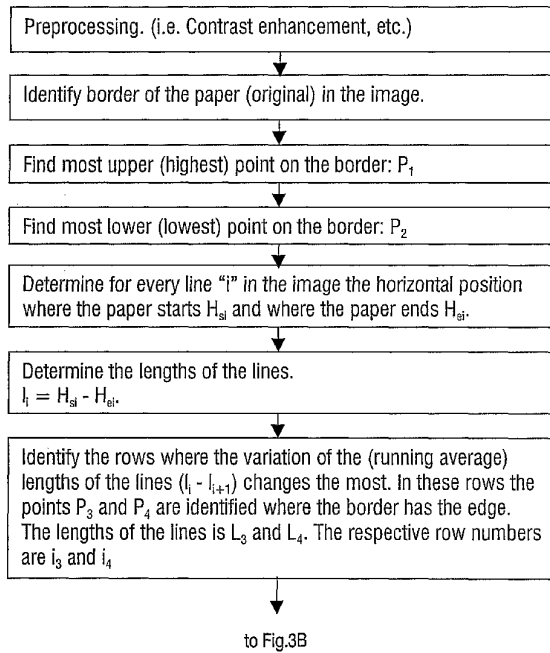 Preprocessing. (i.e. Contrast enhancement, etc.)
Identify border of the paper (original) in the image.
Find most upper (highest) point on the border: P₁
Find most lower (lowest) point on the border: P₂
Determine for every line "i" in the image the horizontal position
where the paper starts Hₛᵢ and where the paper ends Hₑᵢ.
Determine the lengths of the lines.
lᵢ = Hₛᵢ - Hₑᵢ.
Identify the rows where the variation of the (running average)
lengths of the lines (lᵢ - lᵢ₊₁) changes the most. In these rows the
points P₃ and P₄ are identified where the border has the edge.
The lengths of the lines is L₃ and L₄. The respective row numbers
are i₃ and i₄
to Fig.3B